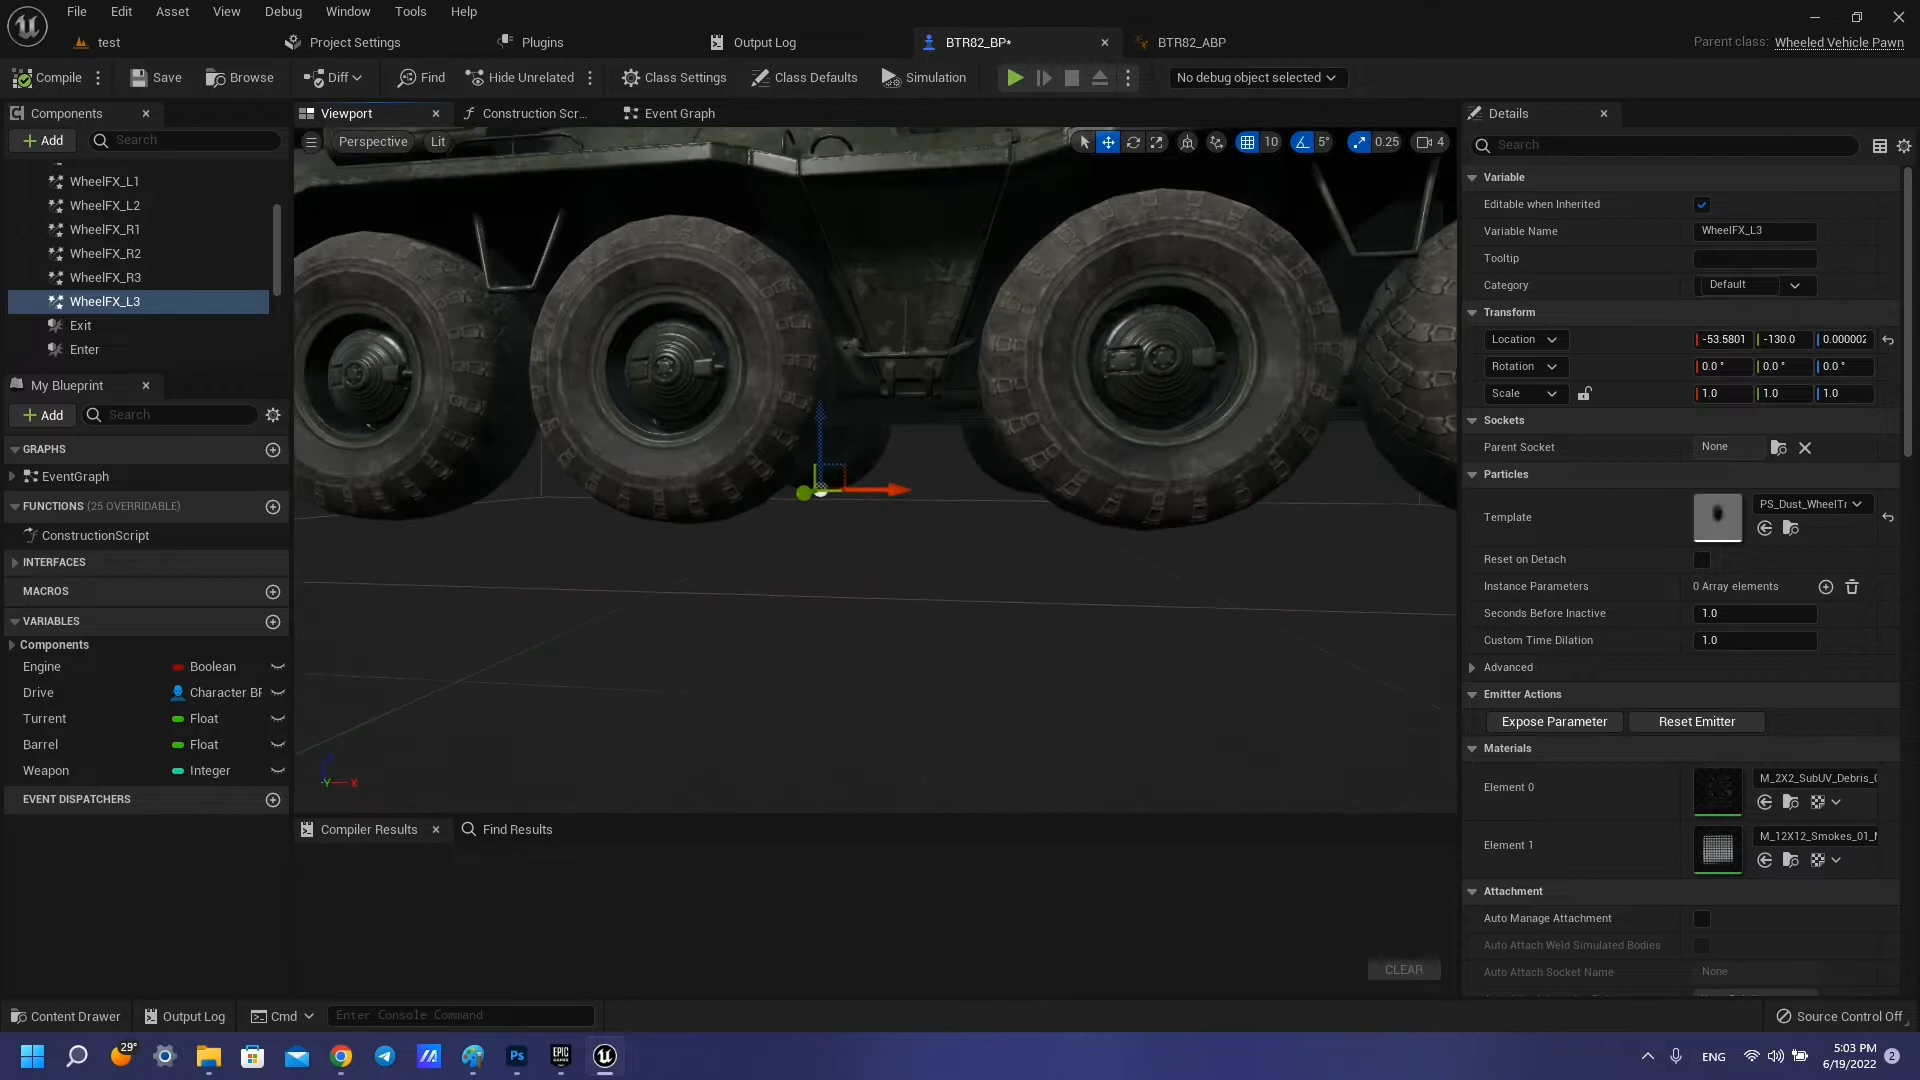 File Edit Asset View Debug Window Tools Help
test Project Settings Plugins Output Log BTR82_BP* BTR82_ABP Parent class: Wheeled Vehicle Pawn
Compile Save Browse Diff Find Hide Unrelated Class Settings Class Defaults Simulation No debug object selected
Components
Add Search
WheelFX_L1
WheelFX_L2
WheelFX_R1
WheelFX_R2
WheelFX_R3
WheelFX_L3
Exit
Enter
My Blueprint
Add Search
GRAPHS
EventGraph
FUNCTIONS (25 OVERRIDABLE)
ConstructionScript
INTERFACES
MACROS
VARIABLES
Components
Engine Boolean
Drive Character BF
Turrent Float
Barrel Float
Weapon Integer
EVENT DISPATCHERS
Viewport Construction Scr... Event Graph
Perspective Lit 10 5° 0.25 4
Y X
Compiler Results Find Results
CLEAR
Details
Search
Variable
Editable when Inherited
Variable Name WheelFX_L3
Tooltip
Category Default
Transform
Location -53.5801 -130.0 0.000002
Rotation 0.0 ° 0.0 ° 0.0 °
Scale 1.0 1.0 1.0
Sockets
Parent Socket None
Particles
Template PS_Dust_WheelTr
Reset on Detach
Instance Parameters 0 Array elements
Seconds Before Inactive 1.0
Custom Time Dilation 1.0
Advanced
Emitter Actions
Expose Parameter Reset Emitter
Materials
Element 0 M_2X2_SubUV_Debris_
Element 1 M_12X12_Smokes_01_
Attachment
Auto Manage Attachment
Auto Attach Weld Simulated Bodies
Auto Attach Socket Name None
Content Drawer Output Log Cmd Enter Console Command Source Control Off
29° Ps EPIC GAMES ENG 5:03 PM
6/19/2022 2